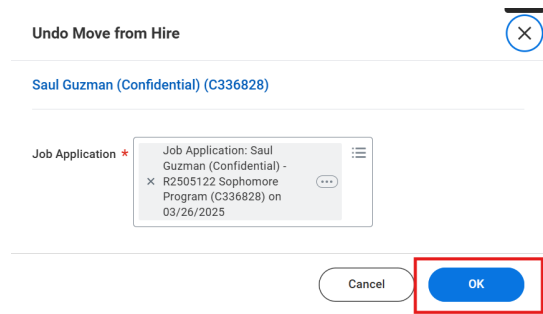 Undo Move from Hire
Saul Guzman (Confidential) (C336828)
Job Application *
Job Application: Saul
Guzman (Confidential) -
R2505122 Sophomore
Program (C336828) on
03/26/2025
Cancel
OK